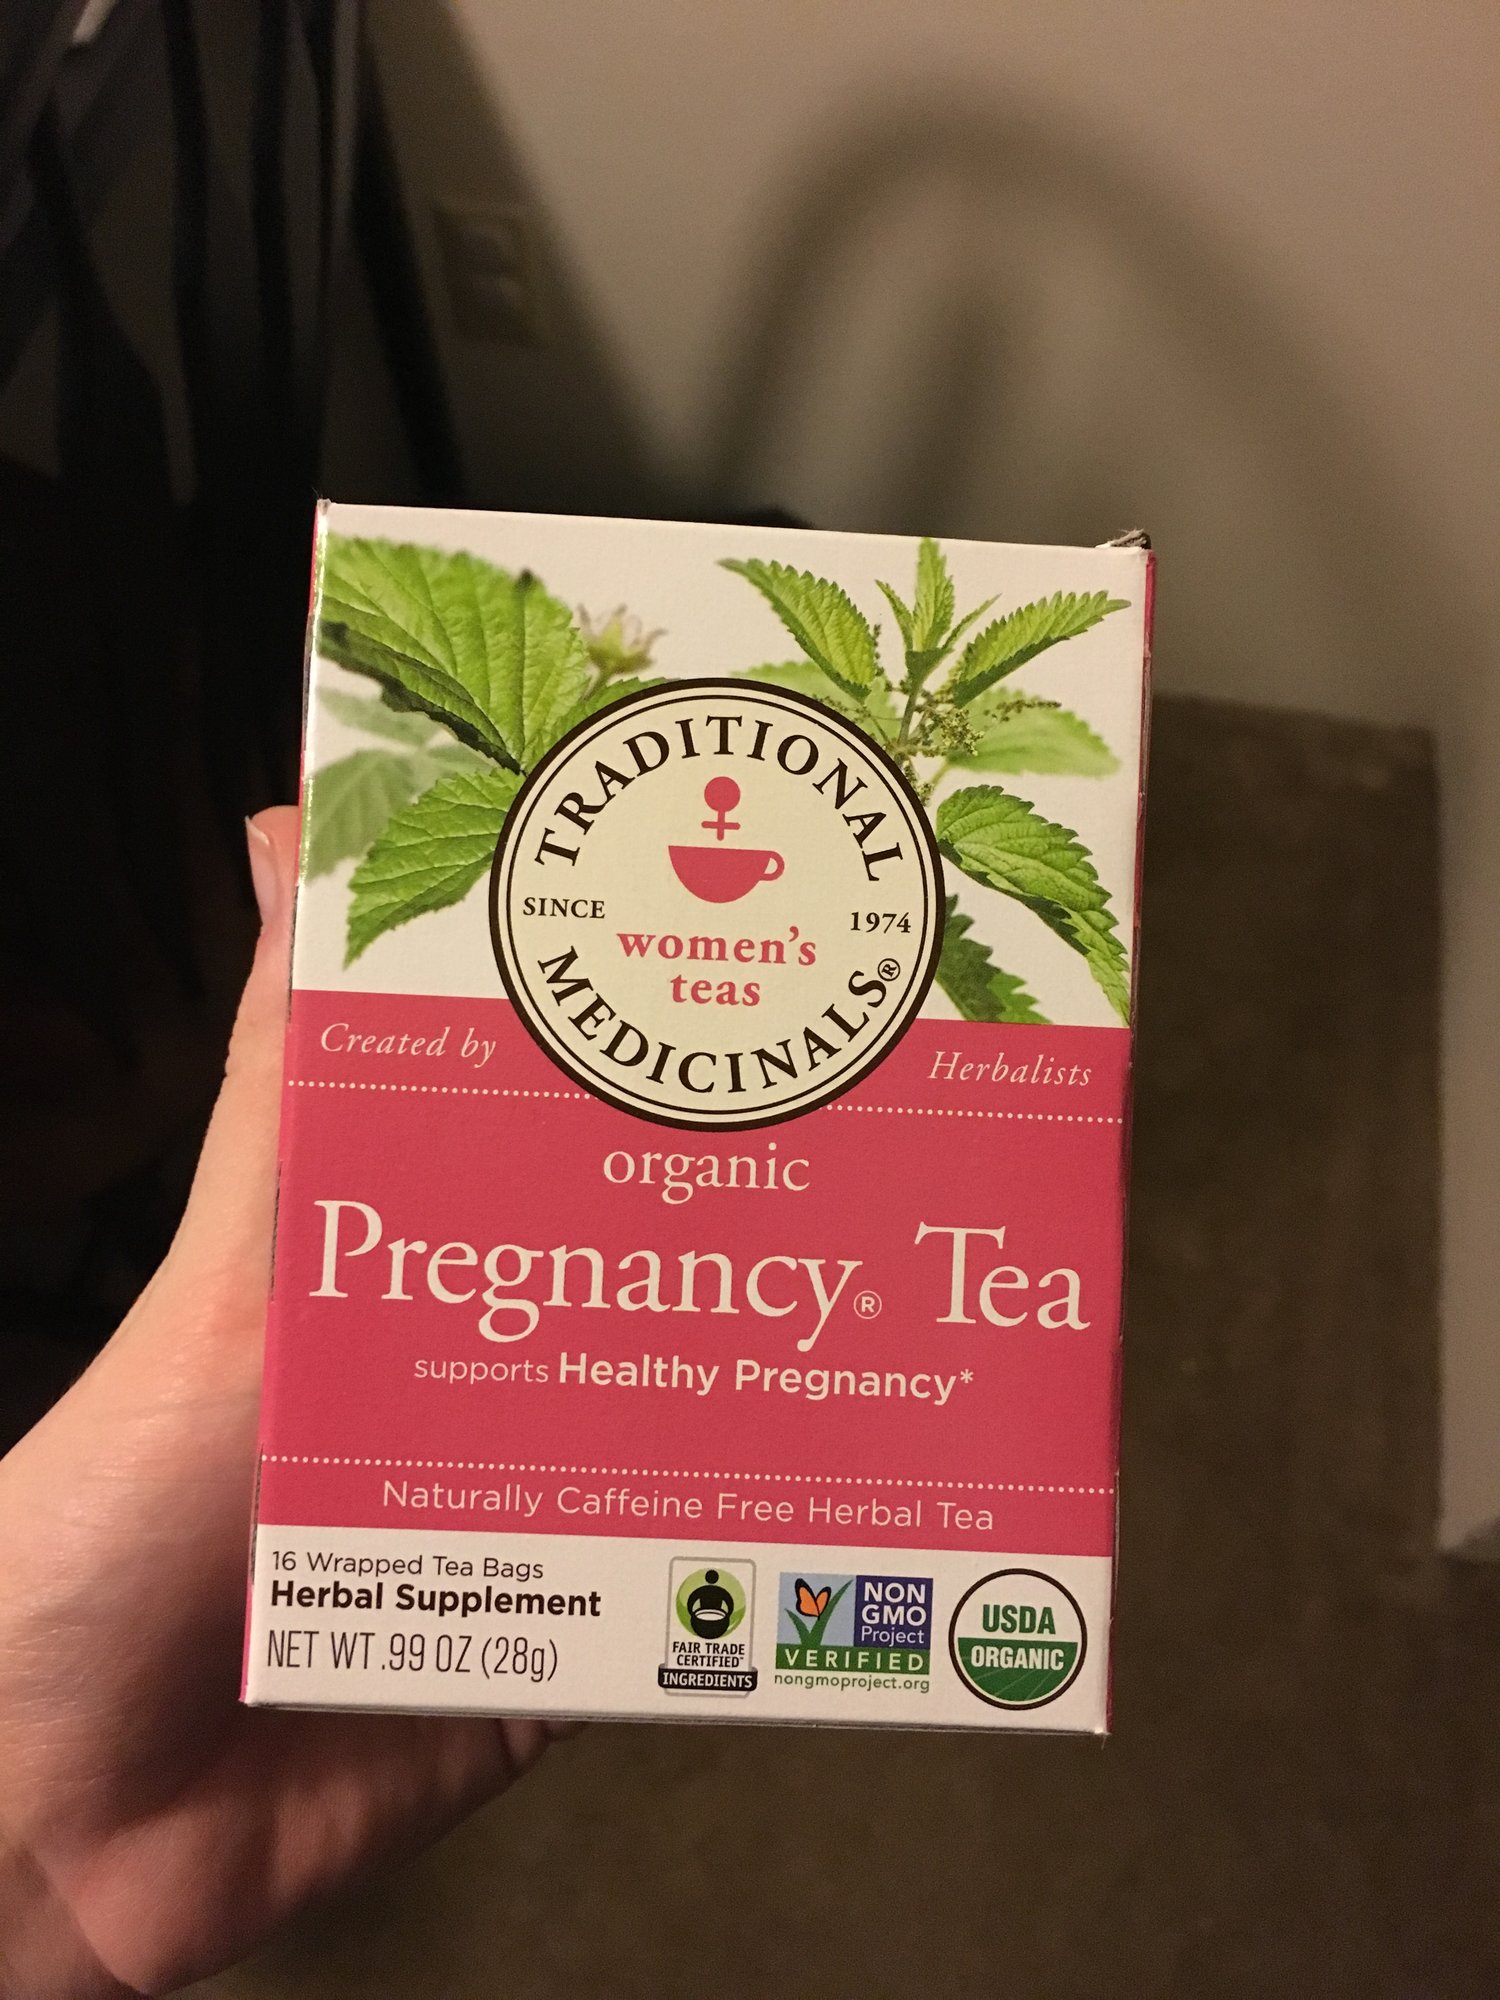 TRADITIONAL
SINCE 1974
women's
teas
MEDICINALS®
Created by Herbalists
organic
Pregnancy® Tea
supports Healthy Pregnancy*
Naturally Caffeine Free Herbal Tea
16 Wrapped Tea Bags
Herbal Supplement
NET WT .99 OZ (28g)
FAIR TRADE
CERTIFIED™
INGREDIENTS
NON
GMO
Project
VERIFIED
nongmoproject.org
USDA
ORGANIC